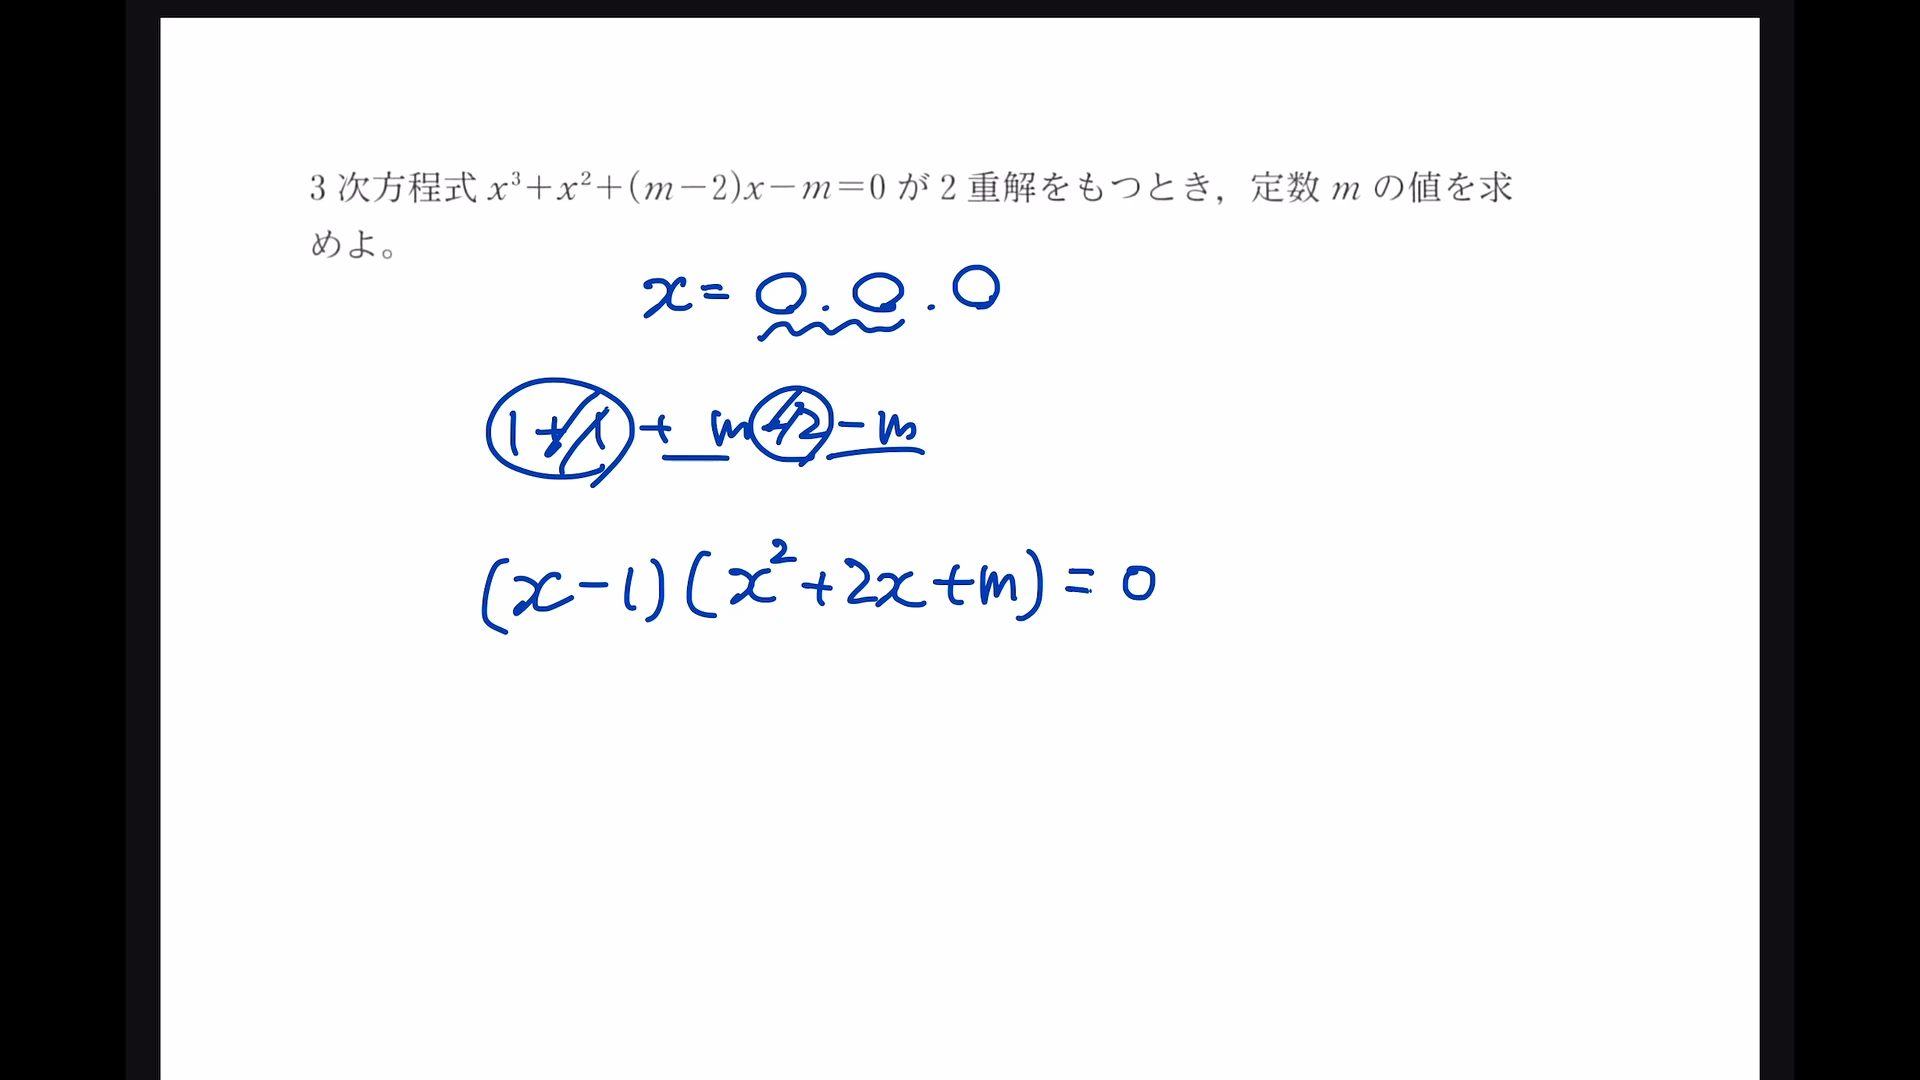 3 次方程式 x³+x²+(m−2)x−m=0 が 2 重解をもつとき，定数 m の値を求
めよ。
x= ○.○.○
1+1+m-2-m
(x-1)(x²+2x+m)=0